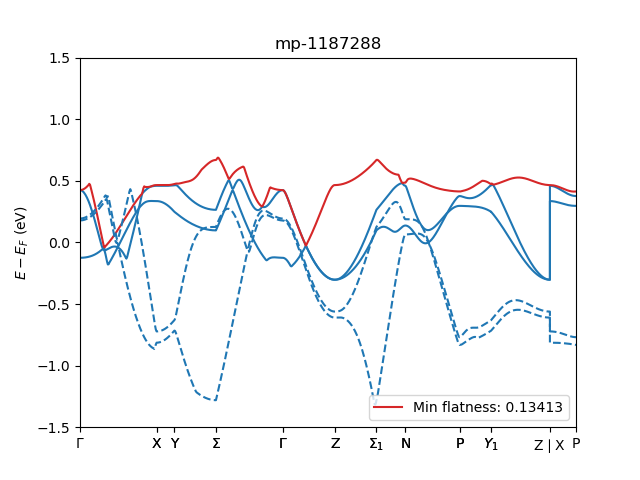 mp-1187288
E − E_F (eV)
1.5
1.0
0.5
0.0
−0.5
−1.0
−1.5
Min flatness: 0.13413
Γ X Y Σ Γ Z Σ₁ N P Y₁ Z | X P